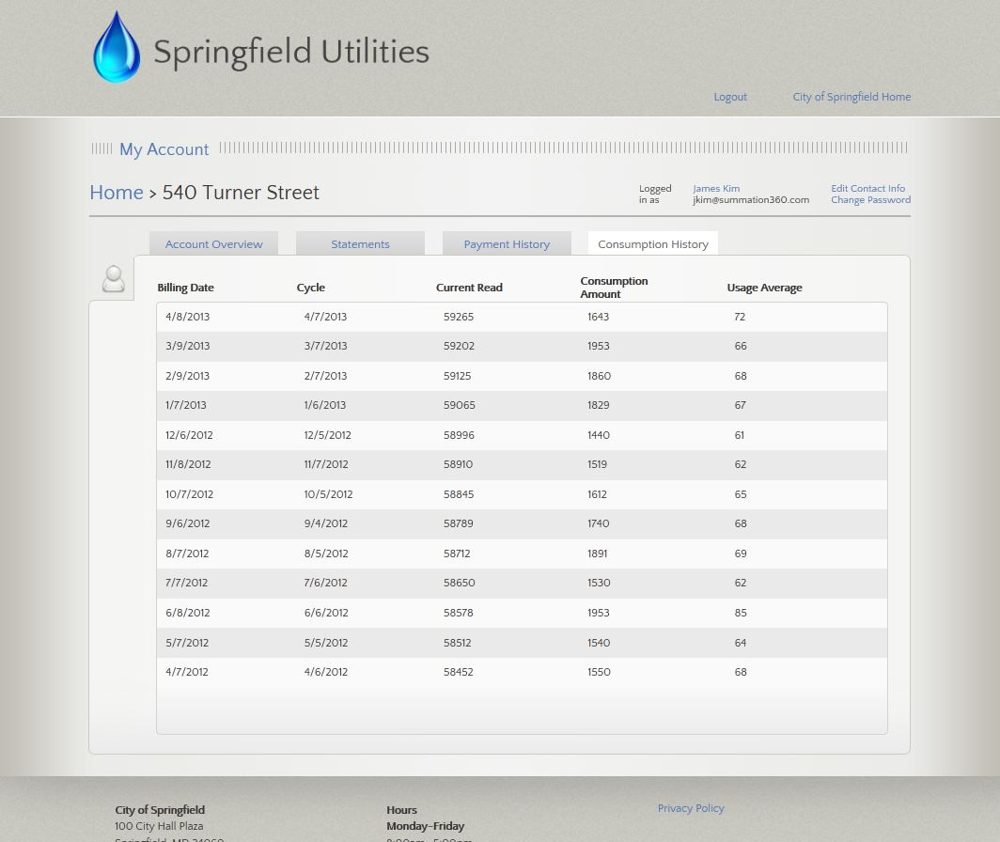 Springfield Utilities
Logout City of Springfield Home
My Account
Home > 540 Turner Street
Logged in as
James Kim
jkim@summation360.com
Edit Contact Info
Change Password
Account Overview Statements Payment History Consumption History
Billing Date Cycle Current Read Consumption Amount Usage Average
4/8/2013 4/7/2013 59265 1643 72
3/9/2013 3/7/2013 59202 1953 66
2/9/2013 2/7/2013 59125 1860 68
1/7/2013 1/6/2013 59065 1829 67
12/6/2012 12/5/2012 58996 1440 61
11/8/2012 11/7/2012 58910 1519 62
10/7/2012 10/5/2012 58845 1612 65
9/6/2012 9/4/2012 58789 1740 68
8/7/2012 8/5/2012 58712 1891 69
7/7/2012 7/6/2012 58650 1530 62
6/8/2012 6/6/2012 58578 1953 85
5/7/2012 5/5/2012 58512 1540 64
4/7/2012 4/6/2012 58452 1550 68
City of Springfield
100 City Hall Plaza
Hours
Monday–Friday
Privacy Policy